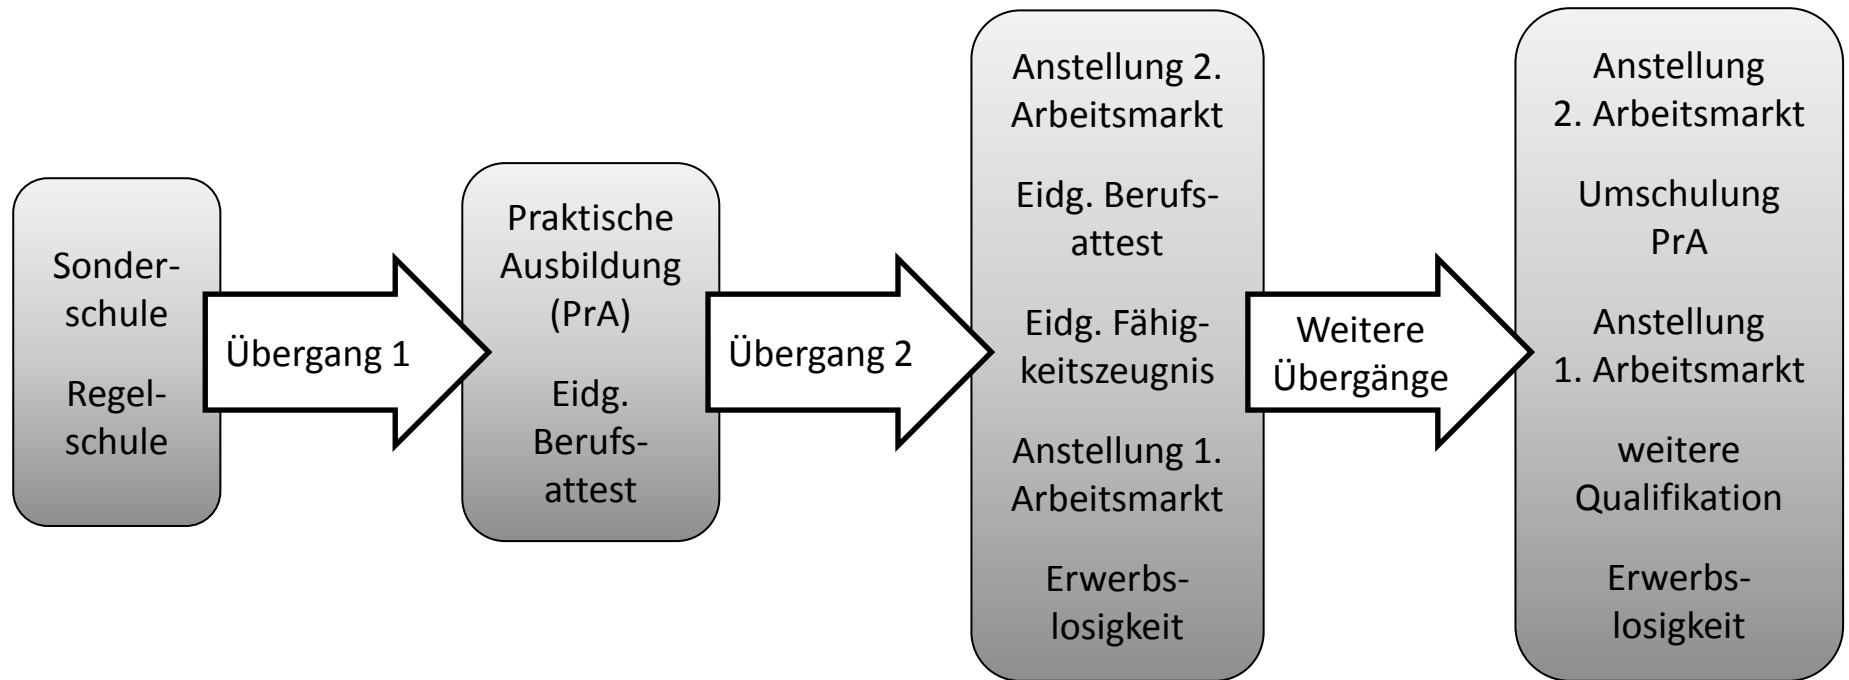 Sonder-
schule
Regel-
schule
Übergang 1
Praktische
Ausbildung
(PrA)
Eidg.
Berufs-
attest
Übergang 2
Anstellung 2.
Arbeitsmarkt
Eidg. Berufs-
attest
Eidg. Fähig-
keitszeugnis
Anstellung 1.
Arbeitsmarkt
Erwerbs-
losigkeit
Weitere
Übergänge
Anstellung
2. Arbeitsmarkt
Umschulung
PrA
Anstellung
1. Arbeitsmarkt
weitere
Qualifikation
Erwerbs-
losigkeit